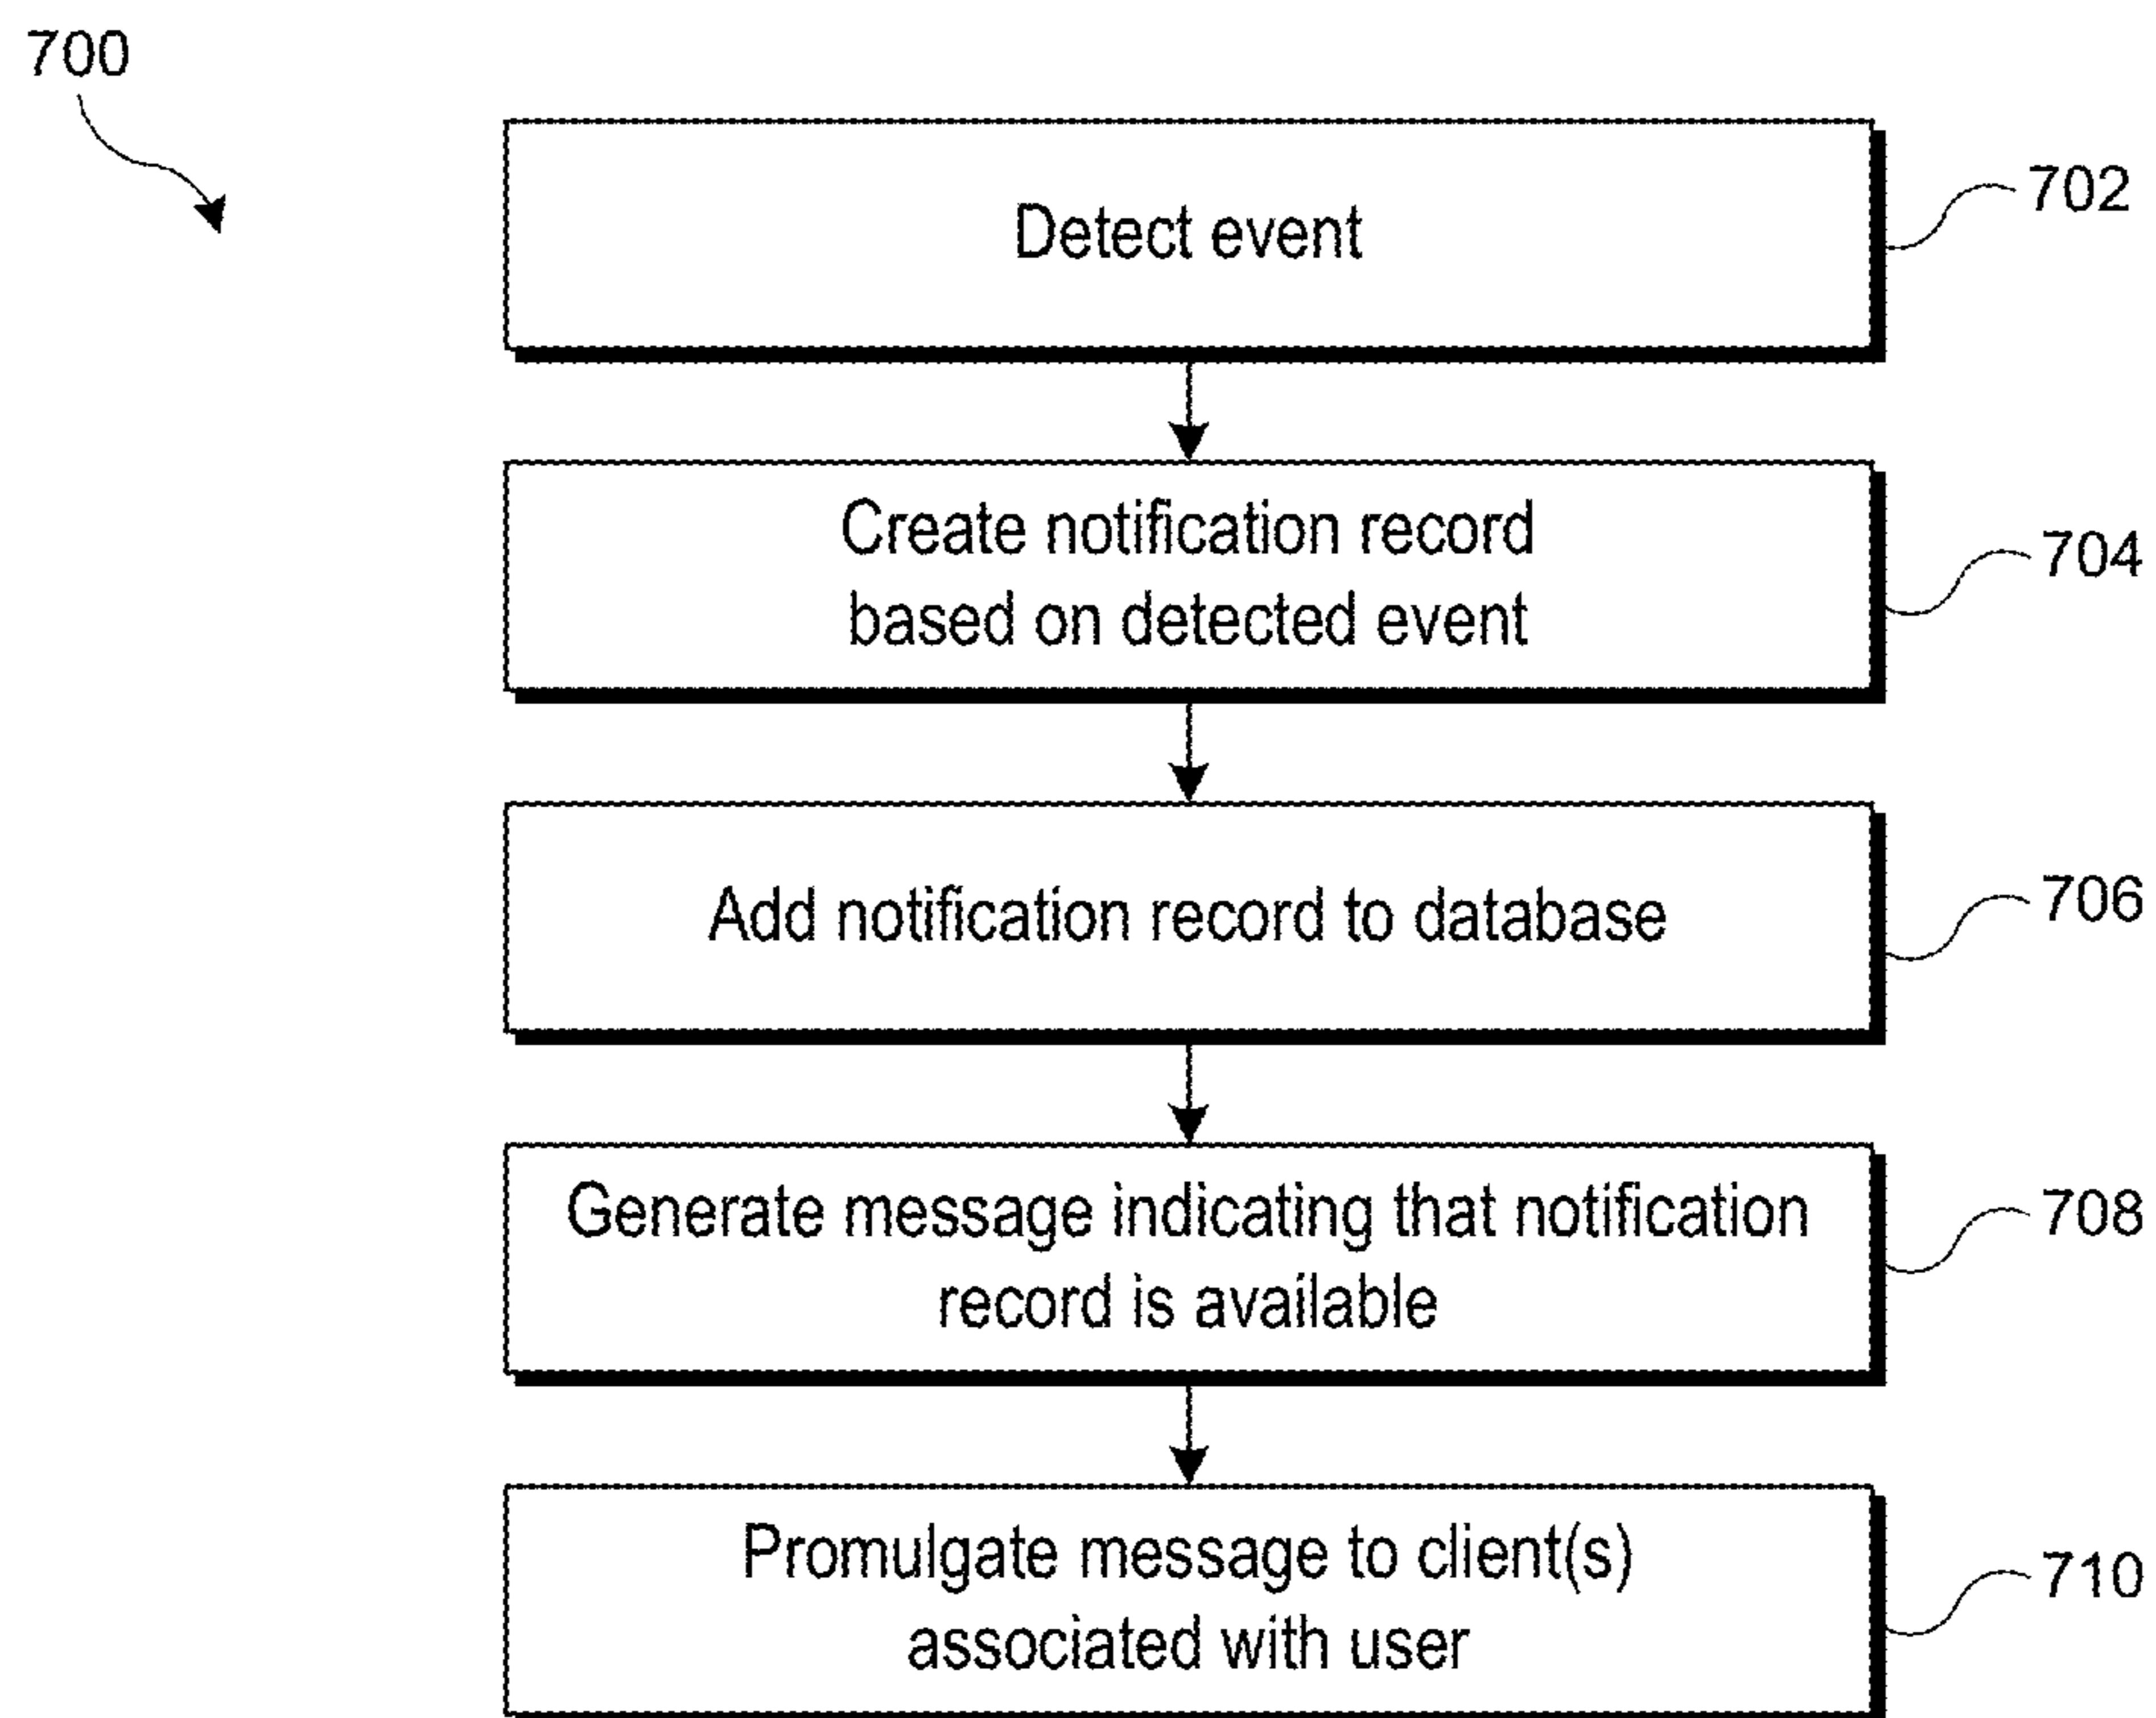 700
Detect event
702
Create notification record
based on detected event
704
Add notification record to database
706
Generate message indicating that notification
record is available
708
Promulgate message to client(s)
associated with user
710